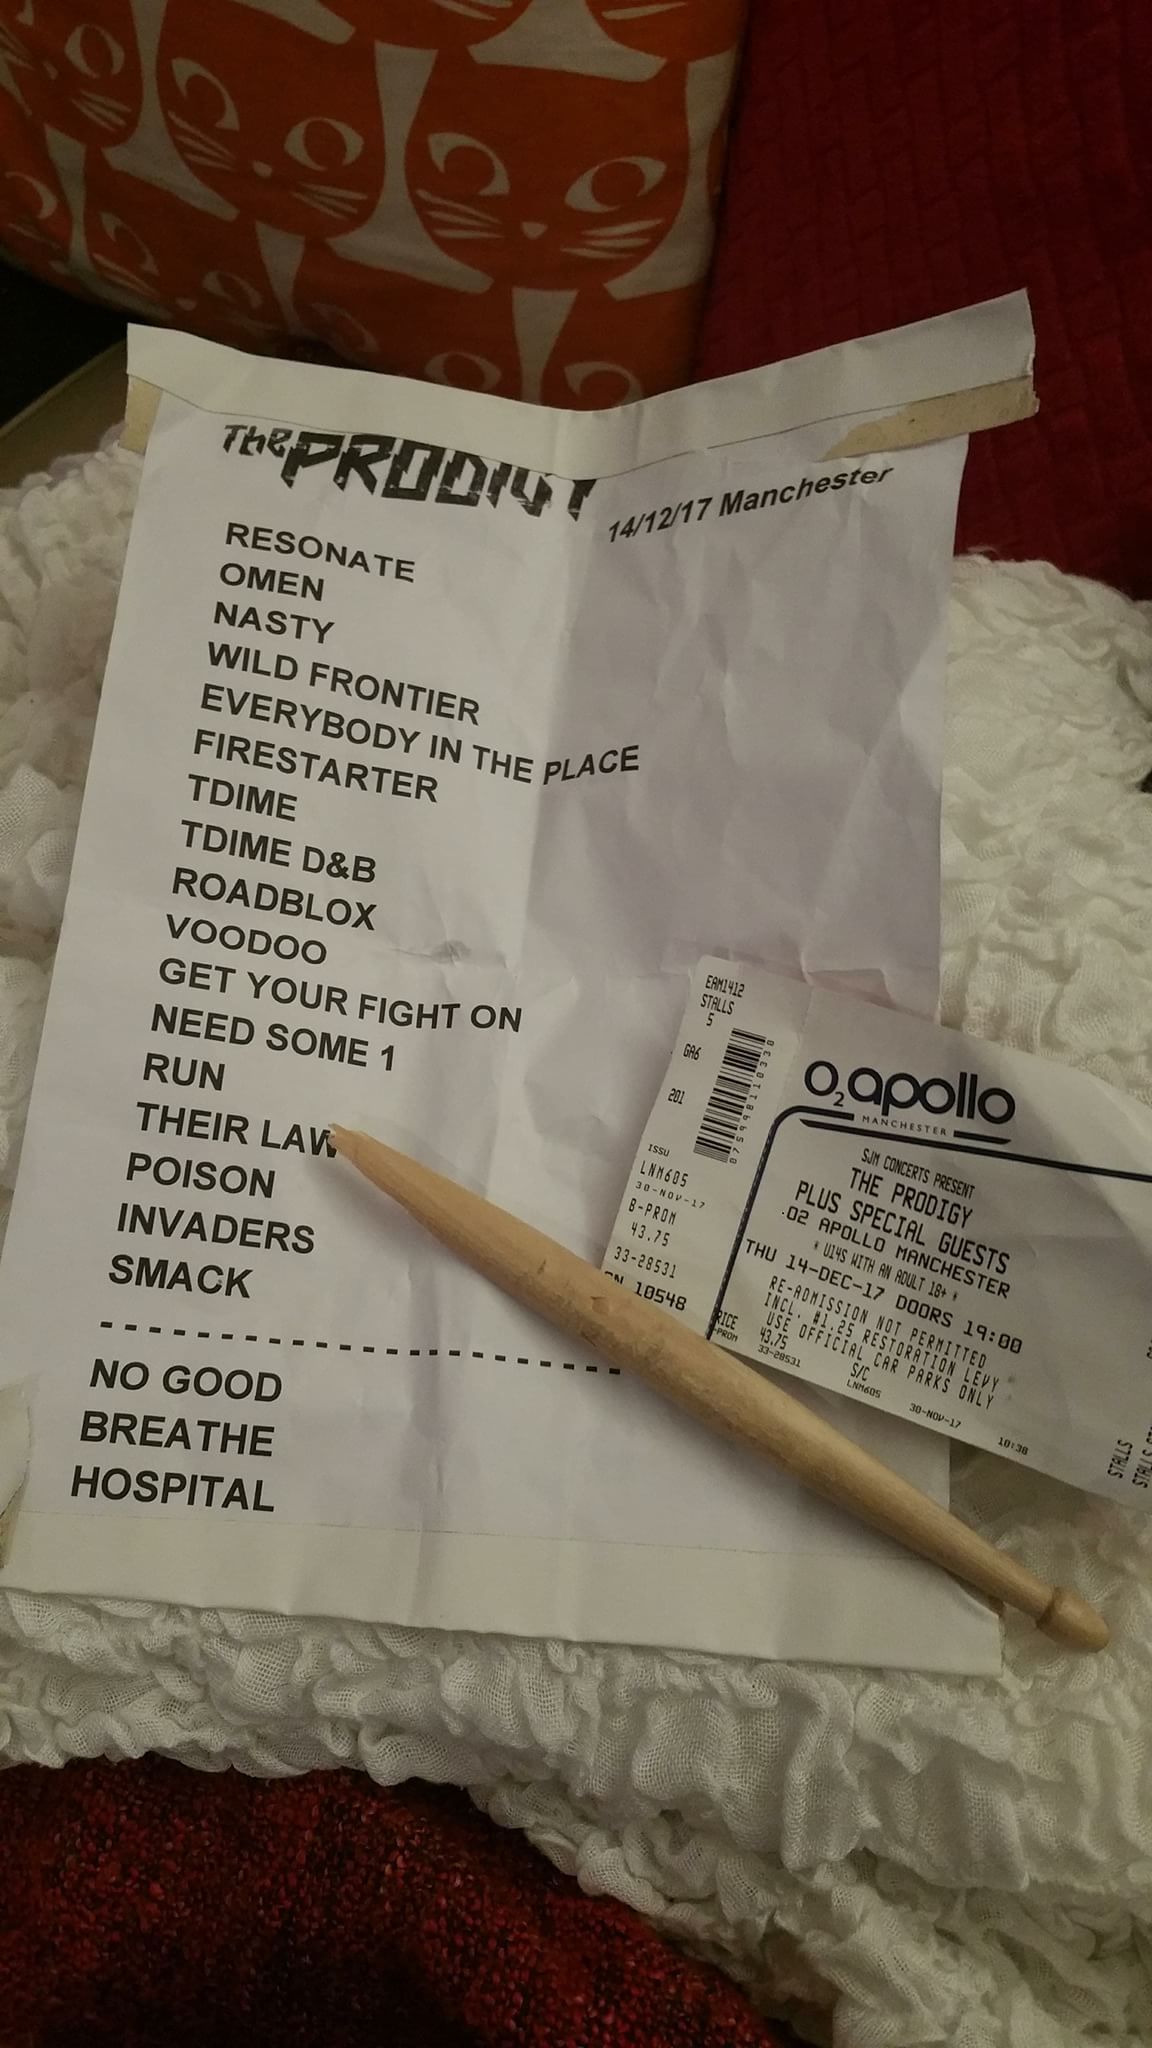 The PRODIGY
14/12/17 Manchester
RESONATE
OMEN
NASTY
WILD FRONTIER
EVERYBODY IN THE PLACE
FIRESTARTER
TDIME
TDIME D&B
ROADBLOX
VOODOO
GET YOUR FIGHT ON
NEED SOME 1
RUN
THEIR LAW
POISON
INVADERS
SMACK
NO GOOD
BREATHE
HOSPITAL
EAM1412
STALLS
5
GA6
201
ISSU
LNM605
30-NOV-17
B-PROM
43.75
33-28531
10548
O2 apollo
MANCHESTER
SJM CONCERTS PRESENT
THE PRODIGY
PLUS SPECIAL GUESTS
O2 APOLLO MANCHESTER
* U14S WITH AN ADULT 18+ *
THU 14-DEC-17 DOORS 19:00
RE-ADMISSION NOT PERMITTED
INCL. #1.25 RESTORATION LEVY
USE OFFICIAL CAR PARKS ONLY
43.75
33-28531
S/C
LNM605
30-NOV-17
10:38
STALLS